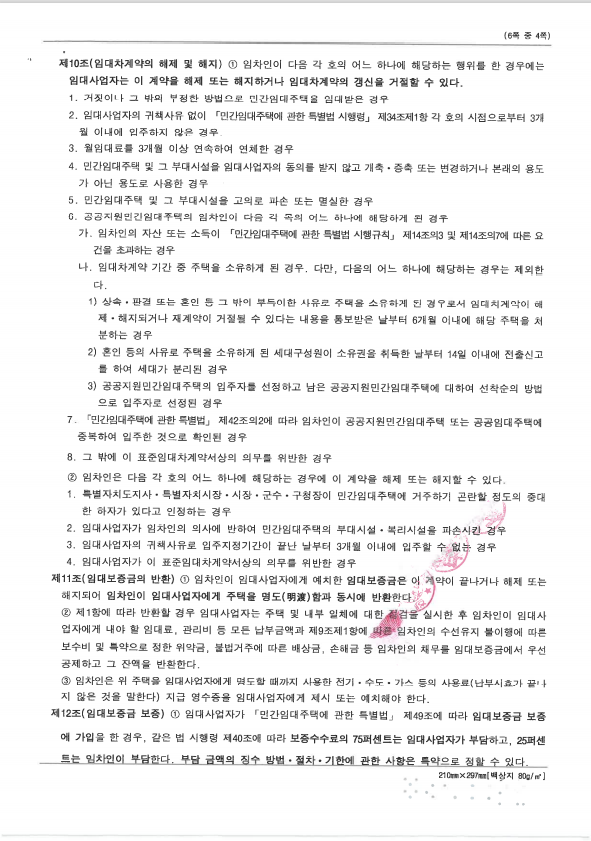 (6쪽 중 4쪽)
제10조(임대차계약의 해제 및 해지) ① 임차인이 다음 각 호의 어느 하나에 해당하는 행위를 한 경우에는
임대사업자는 이 계약을 해제 또는 해지하거나 임대차계약의 갱신을 거절할 수 있다.
1. 거짓이나 그 밖의 부정한 방법으로 민간임대주택을 임대받은 경우
2. 임대사업자의 귀책사유 없이 「민간임대주택에 관한 특별법 시행령」 제34조제1항 각 호의 시점으로부터 3개
월 이내에 입주하지 않은 경우
3. 월임대료를 3개월 이상 연속하여 연체한 경우
4. 민간임대주택 및 그 부대시설을 임대사업자의 동의를 받지 않고 개축·증축 또는 변경하거나 본래의 용도
가 아닌 용도로 사용한 경우
5. 민간임대주택 및 그 부대시설을 고의로 파손 또는 멸실한 경우
6. 공공지원민간임대주택의 임차인이 다음 각 목의 어느 하나에 해당하게 된 경우
가. 임차인의 자산 또는 소득이 「민간임대주택에 관한 특별법 시행규칙」 제14조의3 및 제14조의7에 따른 요
건을 초과하는 경우
나. 임대차계약 기간 중 주택을 소유하게 된 경우. 다만, 다음의 어느 하나에 해당하는 경우는 제외한
다.
1) 상속·판결 또는 혼인 등 그 밖의 부득이한 사유로 주택을 소유하게 된 경우로서 임대차계약이 해
제·해지되거나 재계약이 거절될 수 있다는 내용을 통보받은 날부터 6개월 이내에 해당 주택을 처
분하는 경우
2) 혼인 등의 사유로 주택을 소유하게 된 세대구성원이 소유권을 취득한 날부터 14일 이내에 전출신고
를 하여 세대가 분리된 경우
3) 공공지원민간임대주택의 입주자를 선정하고 남은 공공지원민간임대주택에 대하여 선착순의 방법
으로 입주자로 선정된 경우
7. 「민간임대주택에 관한 특별법」 제42조의2에 따라 임차인이 공공지원민간임대주택 또는 공공임대주택에
중복하여 입주한 것으로 확인된 경우
8. 그 밖에 이 표준임대차계약서상의 의무를 위반한 경우
② 임차인은 다음 각 호의 어느 하나에 해당하는 경우에 이 계약을 해제 또는 해지할 수 있다.
1. 특별자치도지사·특별자치시장·시장·군수·구청장이 민간임대주택에 거주하기 곤란할 정도의 중대
한 하자가 있다고 인정하는 경우
2. 임대사업자가 임차인의 의사에 반하여 민간임대주택의 부대시설·복리시설을 파손시킨 경우
3. 임대사업자의 귀책사유로 입주지정기간이 끝난 날부터 3개월 이내에 입주할 수 없는 경우
4. 임대사업자가 이 표준임대차계약서상의 의무를 위반한 경우
제11조(임대보증금의 반환) ① 임차인이 임대사업자에게 예치한 임대보증금은 이 계약이 끝나거나 해제 또는
해지되어 임차인이 임대사업자에게 주택을 명도(明渡)함과 동시에 반환한다.
② 제1항에 따라 반환할 경우 임대사업자는 주택 및 내부 일체에 대한 점검을 실시한 후 임차인이 임대사
업자에게 내야 할 임대료, 관리비 등 모든 납부금액과 제9조제1항에 따른 임차인의 수선유지 불이행에 따른
보수비 및 특약으로 정한 위약금, 불법거주에 따른 배상금, 손해금 등 임차인의 채무를 임대보증금에서 우선
공제하고 그 잔액을 반환한다.
③ 임차인은 위 주택을 임대사업자에게 명도할 때까지 사용한 전기·수도·가스 등의 사용료(납부시효가 끝나
지 않은 것을 말한다) 지급 영수증을 임대사업자에게 제시 또는 예치해야 한다.
제12조(임대보증금 보증) ① 임대사업자가 「민간임대주택에 관한 특별법」 제49조에 따라 임대보증금 보증
에 가입을 한 경우, 같은 법 시행령 제40조에 따라 보증수수료의 75퍼센트는 임대사업자가 부담하고, 25퍼센
트는 임차인이 부담한다. 부담 금액의 징수 방법·절차·기한에 관한 사항은 특약으로 정할 수 있다.
210mm×297mm[백상지 80g/㎡]